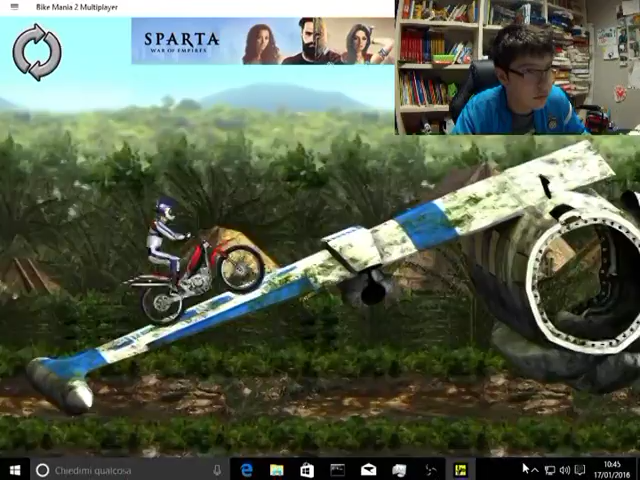 Bike Mania 2 Multiplayer
SPARTA
WAR OF EMPIRES
Chiedimi qualcosa
10:45
17/01/2016